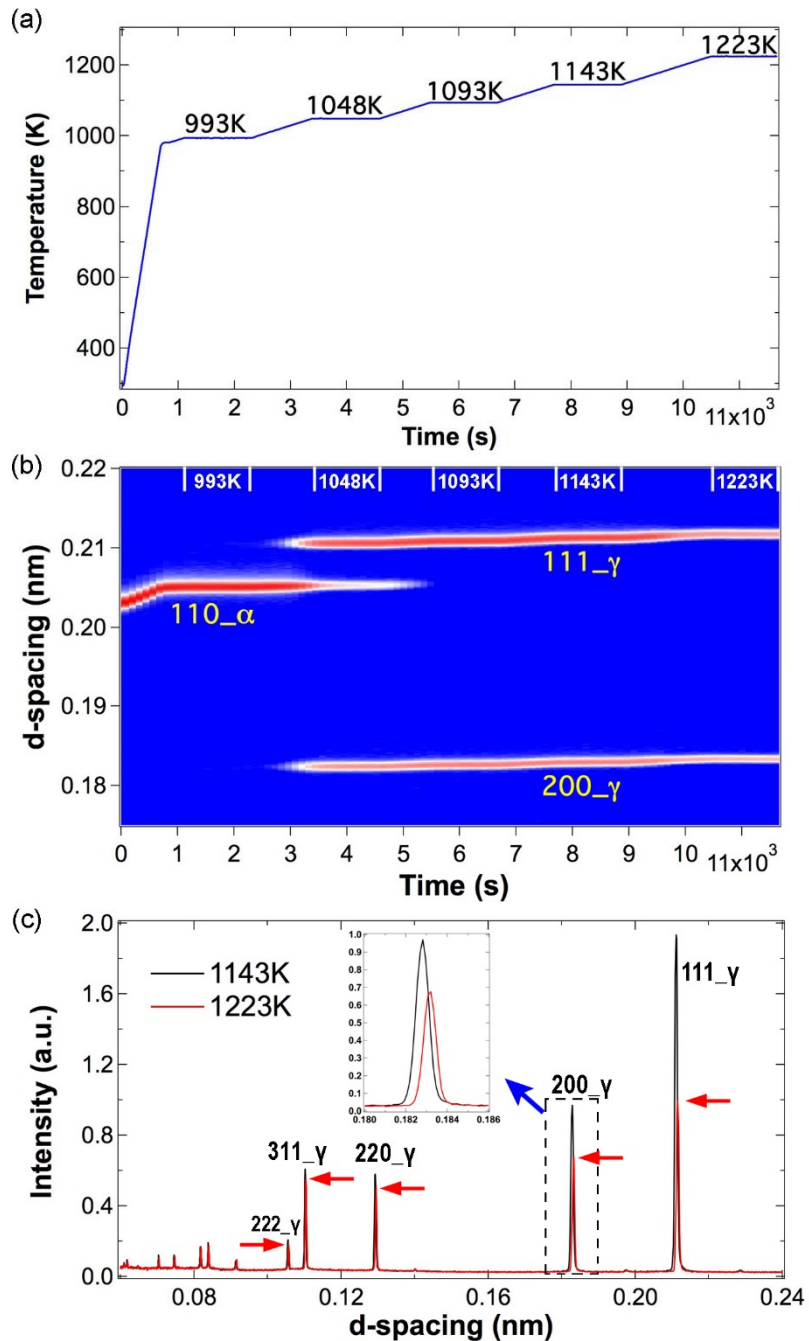 (a)
1200
1000
800
600
400
Temperature (K)
993K
1048K
1093K
1143K
1223K
0 1 2 3 4 5 6 7 8 9 10 11x10³
Time (s)
(b)
0.22
0.21
0.20
0.19
0.18
d-spacing (nm)
993K 1048K 1093K 1143K 1223K
111_γ
110_α
200_γ
0 1 2 3 4 5 6 7 8 9 10 11x10³
Time (s)
(c)
2.0
1.6
1.2
0.8
0.4
0.0
Intensity (a.u.)
1143K
1223K
1.0
0.9
0.8
0.7
0.6
0.5
0.4
0.3
0.2
0.1
0.0
0.180 0.182 0.184 0.186
111_γ
200_γ
311_γ 220_γ
222_γ
0.08 0.12 0.16 0.20 0.24
d-spacing (nm)